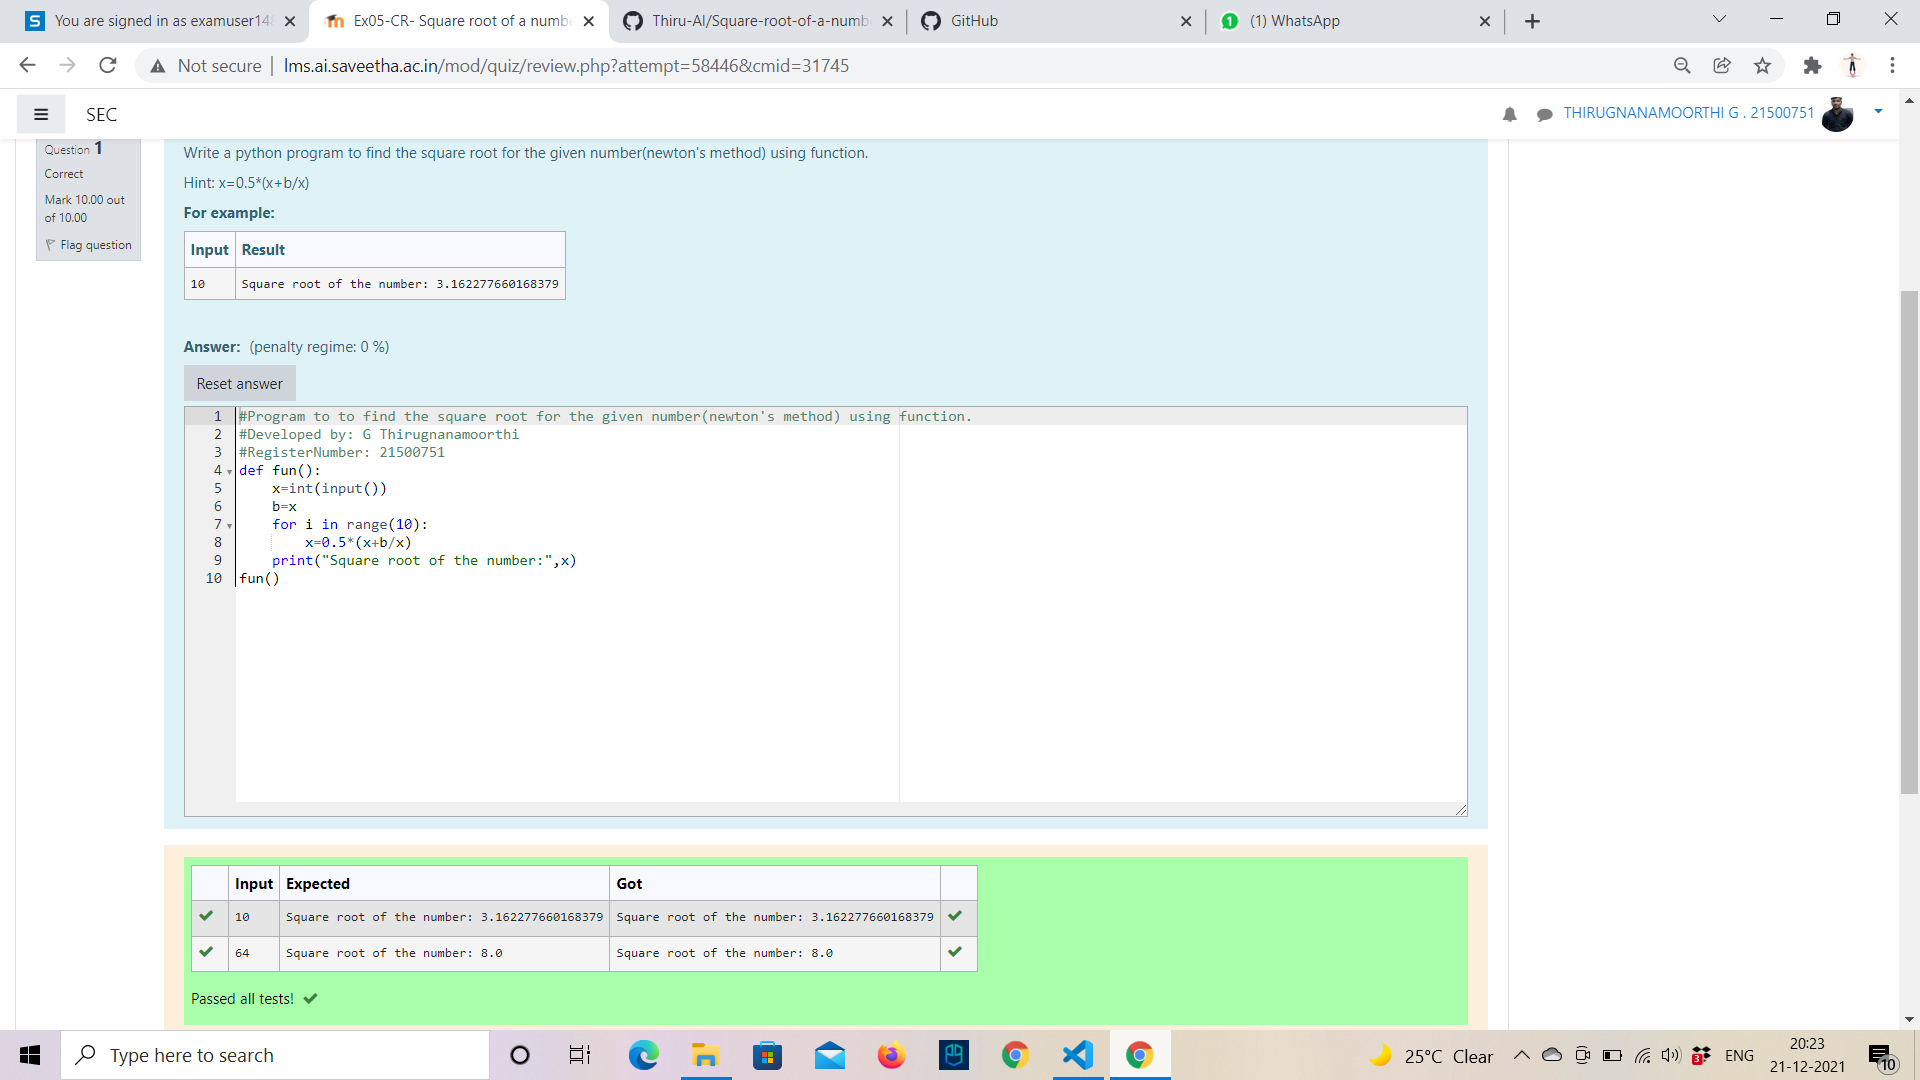 You are signed in as examuser148
Ex05-CR- Square root of a numb
Thiru-AI/Square-root-of-a-numb
GitHub
(1) WhatsApp
Not secure | lms.ai.saveetha.ac.in/mod/quiz/review.php?attempt=58446&cmid=31745
SEC
THIRUGNANAMOORTHI G . 21500751
Question 1
Correct
Mark 10.00 out
of 10.00
Flag question
Write a python program to find the square root for the given number(newton's method) using function.
Hint: x=0.5*(x+b/x)
For example:
Input Result
10 Square root of the number: 3.162277660168379
Answer: (penalty regime: 0 %)
Reset answer
1 #Program to to find the square root for the given number(newton's method) using function.
2 #Developed by: G Thirugnanamoorthi
3 #RegisterNumber: 21500751
4 def fun():
5 x=int(input())
6 b=x
7 for i in range(10):
8 x=0.5*(x+b/x)
9 print("Square root of the number:",x)
10 fun()
Input Expected Got
10 Square root of the number: 3.162277660168379 Square root of the number: 3.162277660168379
64 Square root of the number: 8.0 Square root of the number: 8.0
Passed all tests!
Type here to search
25°C Clear
3
ENG
20:23
21-12-2021
10